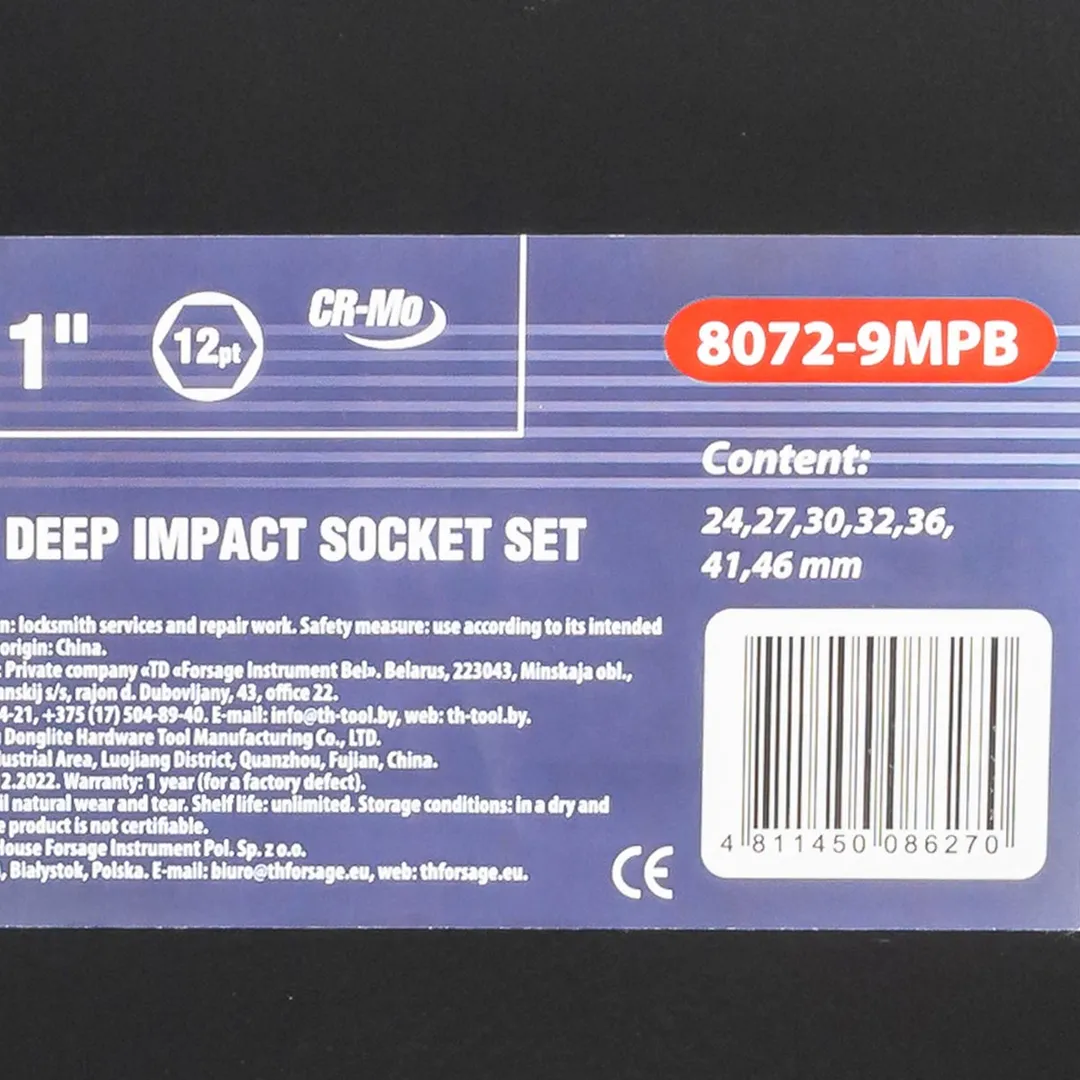 1"
12pt
CR-Mo
8072-9MPB
Content:
24,27,30,32,36,
41,46 mm
DEEP IMPACT SOCKET SET
n: locksmith services and repair work. Safety measure: use according to its intended
origin: China.
: Private company «TD «Forsage Instrument Bel». Belarus, 223043, Minskaja obl.,
anskij s/s, rajon d. Dubovljany, 43, office 22.
4-21, +375 (17) 504-89-40. E-mail: info@th-tool.by, web: th-tool.by.
Donglite Hardware Tool Manufacturing Co., LTD.
dustrial Area, Luojiang District, Quanzhou, Fujian, China.
2.2022. Warranty: 1 year (for a factory defect).
il natural wear and tear. Shelf life: unlimited. Storage conditions: in a dry and
e product is not certifiable.
House Forsage Instrument Pol. Sp. z o.o.
, Białystok, Polska. E-mail: biuro@thforsage.eu, web: thforsage.eu.
CE
4 811450 086270